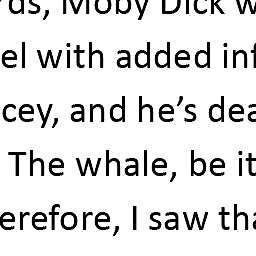 rds, Moby Dick w
el with added inf
cey, and he’s dea
The whale, be it
erefore, I saw tha